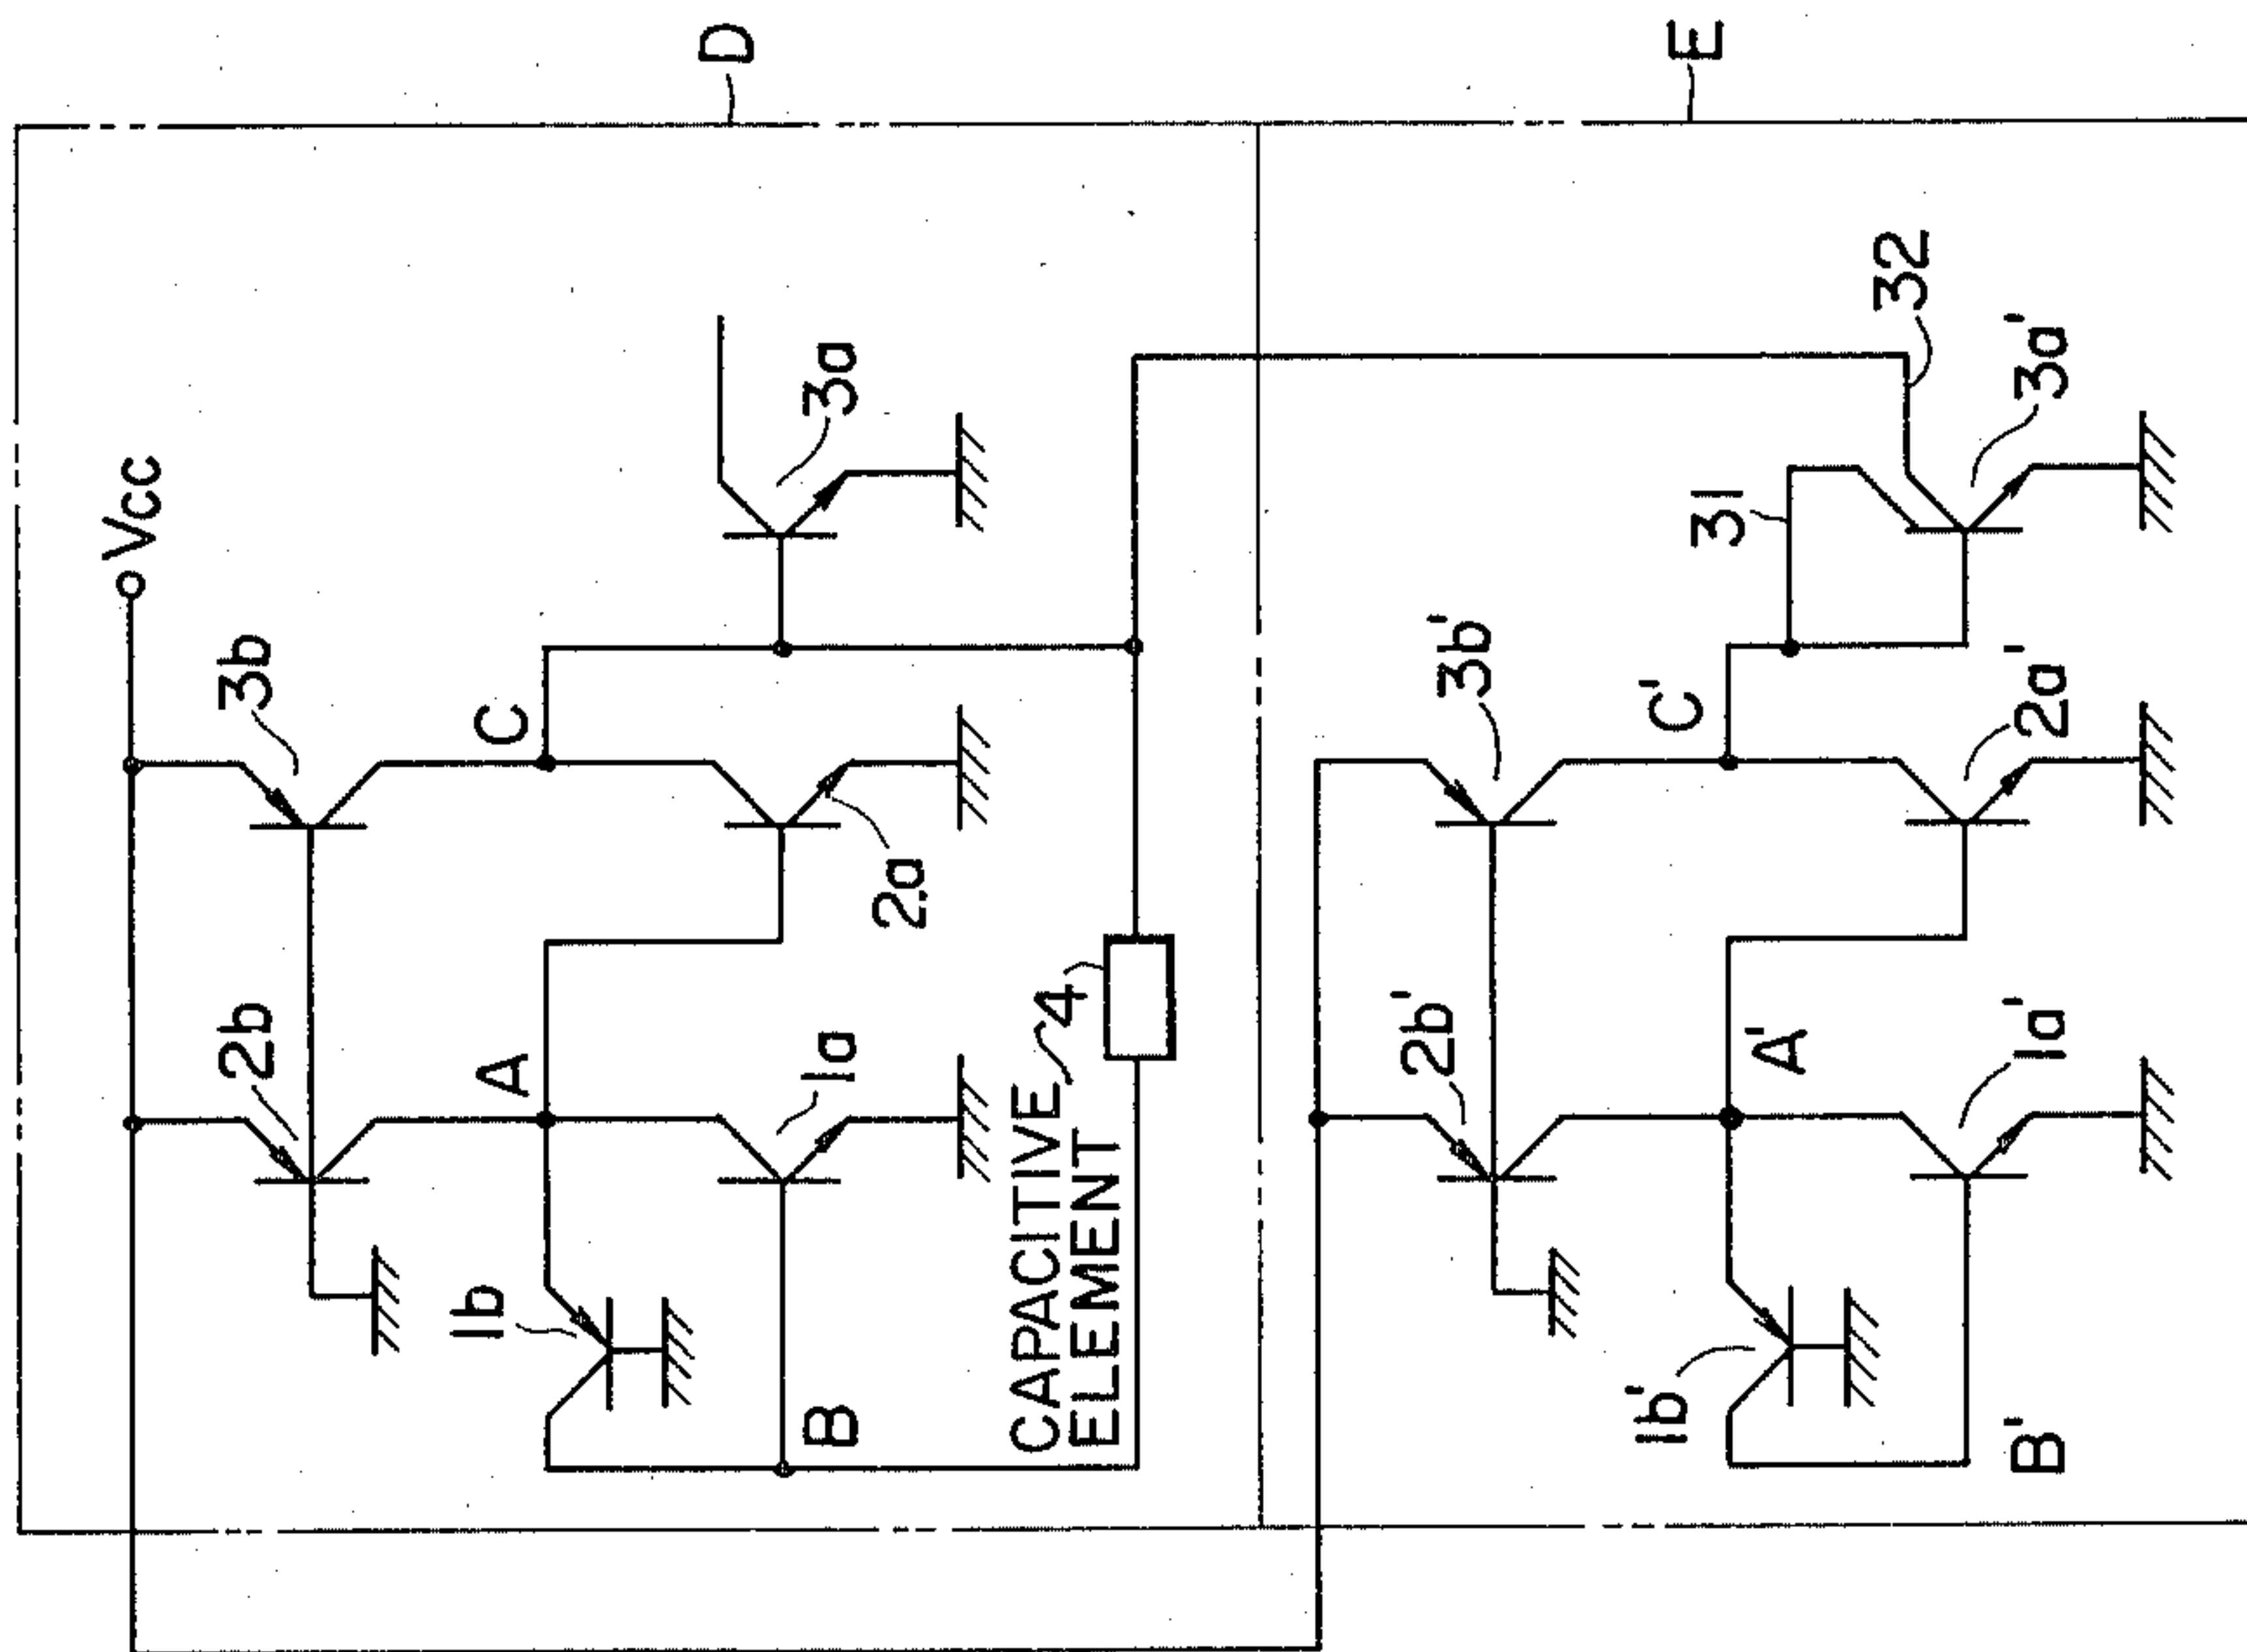 D
E
Vcc
3b
2b
C
A
3a
2a
1a
1b
B
CAPACITIVE
ELEMENT
4
3b'
2b'
C'
A'
31
32
3a'
2a'
1a'
1b'
B'